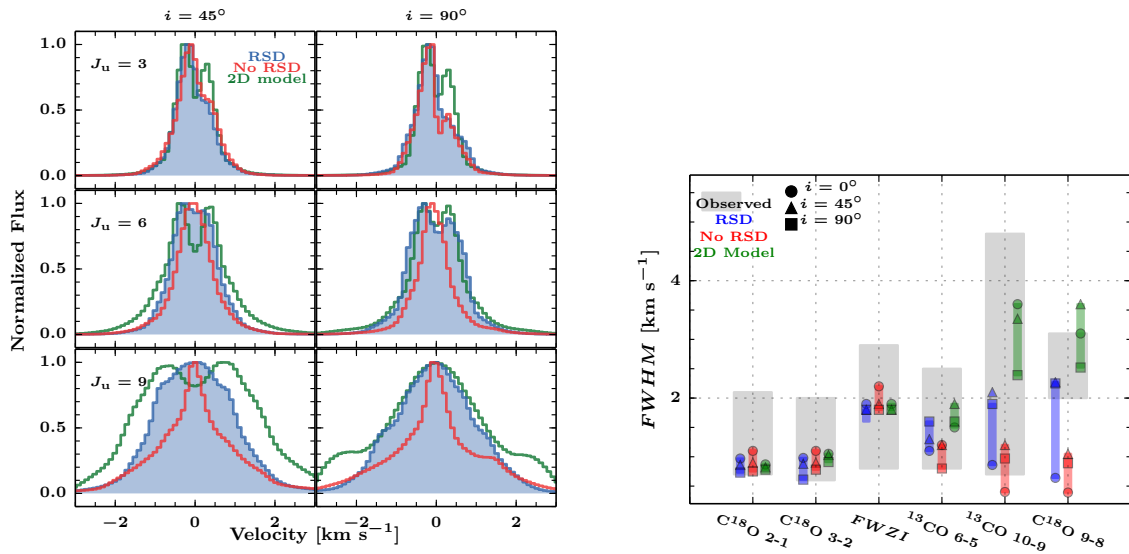 i = 45° i = 90°
1.0 J_u = 3 RSD
No RSD
2D model
0.5
0.0
1.0
J_u = 6
0.5
0.0
1.0 J_u = 9
0.5
0.0
Normalized Flux
−2 0 2 −2 0 2
Velocity [km s⁻¹]
Observed i = 0°
RSD i = 45°
No RSD i = 90°
2D Model
4
2
FWHM [km s⁻¹]
C¹⁸O 2-1 C¹⁸O 3-2 FWZI ¹³CO 6-5 ¹³CO 10-9 C¹⁸O 9-8